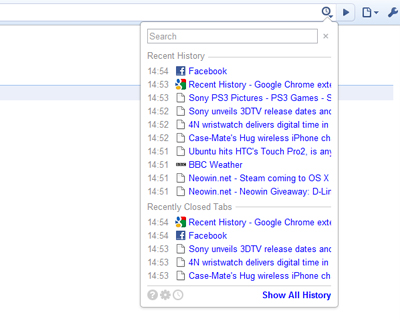 Search
Recent History
14:54 Facebook
14:53 Recent History - Google Chrome exte
14:53 Sony PS3 Pictures - PS3 Games - S
14:52 Sony unveils 3DTV release dates and
14:52 4N wristwatch delivers digital time in
14:52 Case-Mate's Hug wireless iPhone ch
14:51 Ubuntu hits HTC's Touch Pro2, is any
14:51 BBC Weather
14:51 Neowin.net - Steam coming to OS X
14:51 Neowin.net - Neowin Giveaway: D-Lin
Recently Closed Tabs
14:54 Recent History - Google Chrome exte
14:54 Facebook
14:53 Sony unveils 3DTV release dates and
14:53 4N wristwatch delivers digital time in
14:53 Case-Mate's Hug wireless iPhone ch
Show All History